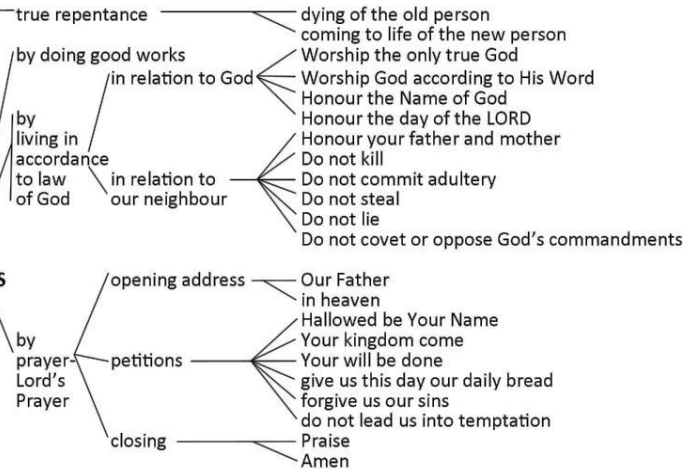 true repentance
dying of the old person
coming to life of the new person
by doing good works
Worship the only true God
in relation to God
Worship God according to His Word
Honour the Name of God
by
Honour the day of the LORD
living in
Honour your father and mother
accordance
Do not kill
to law
in relation to
Do not commit adultery
of God
our neighbour
Do not steal
Do not lie
Do not covet or oppose God's commandments
s
opening address
Our Father
in heaven
Hallowed be Your Name
by
Your kingdom come
prayer-
petitions
Your will be done
Lord's
give us this day our daily bread
Prayer
forgive us our sins
do not lead us into temptation
closing
Praise
Amen